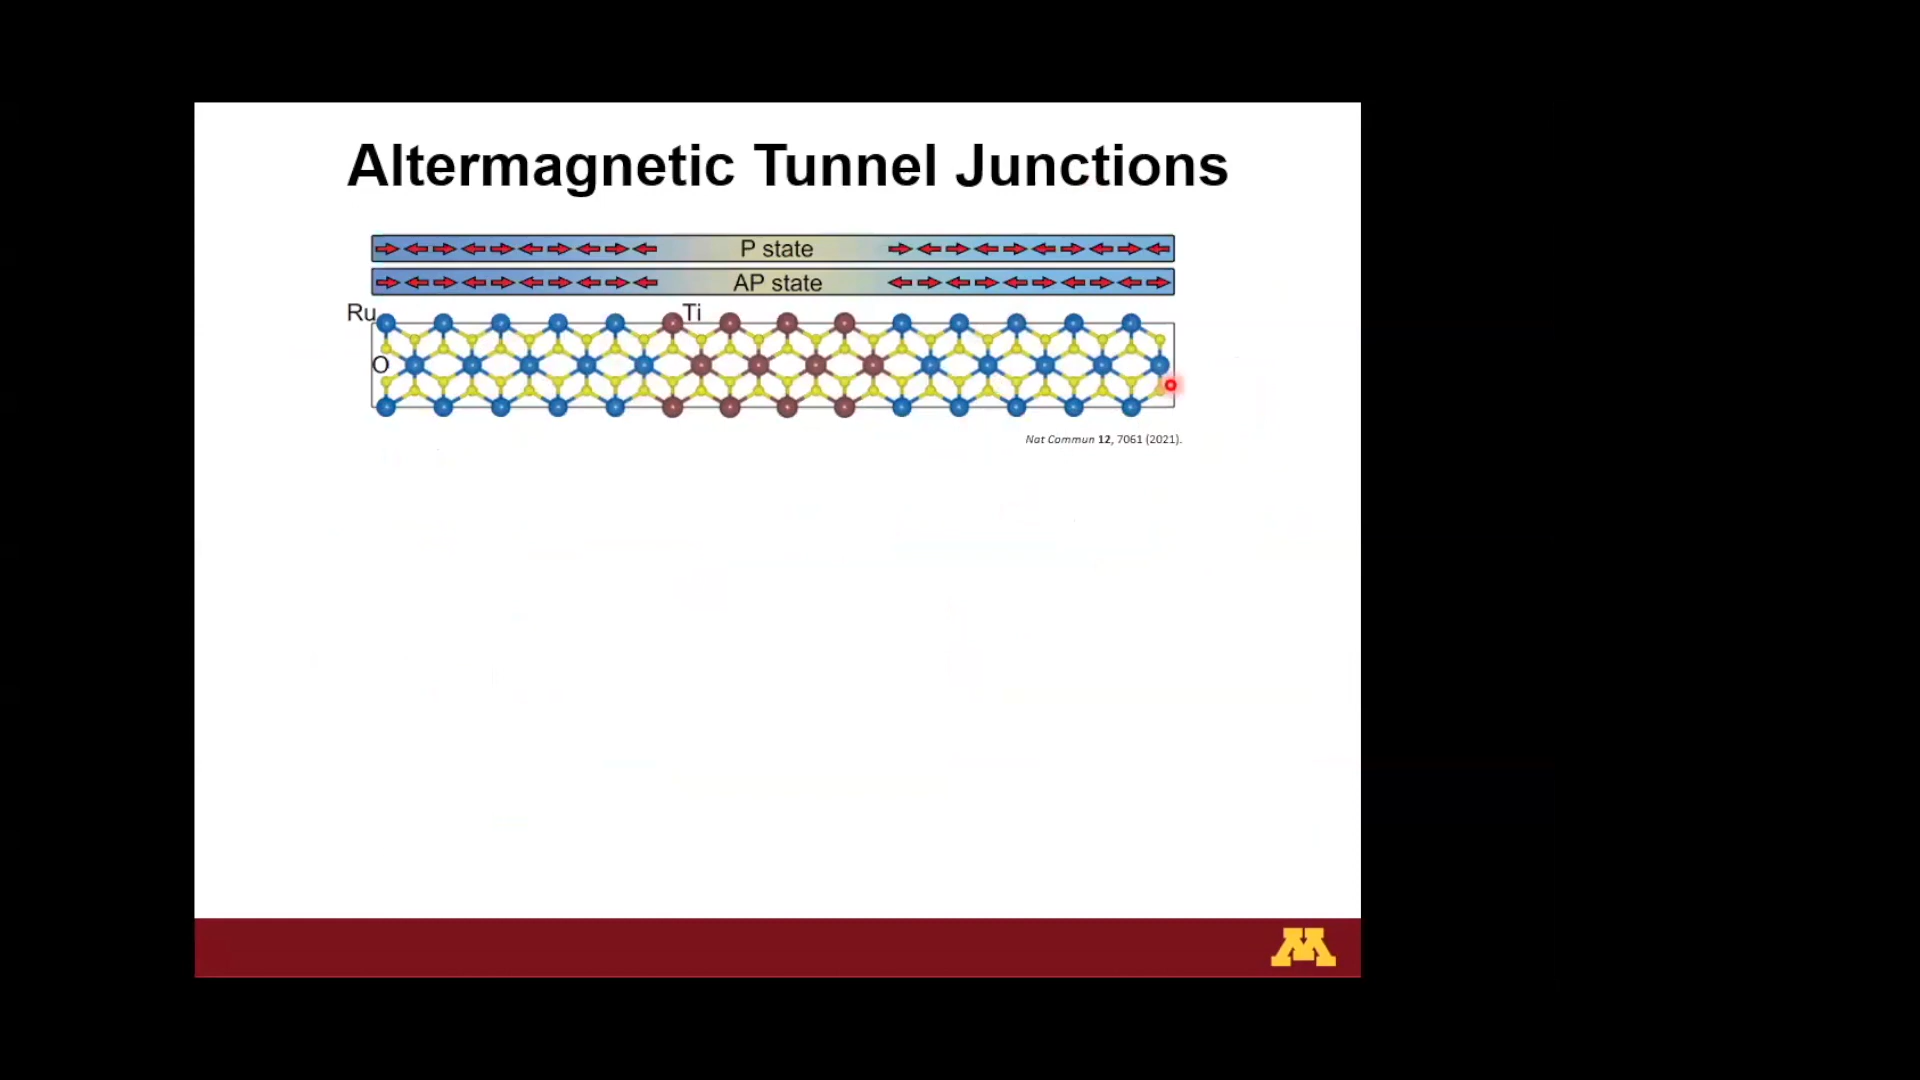 Altermagnetic Tunnel Junctions
P state
AP state
Ru
Ti
O
Nat Commun 12, 7061 (2021).
M